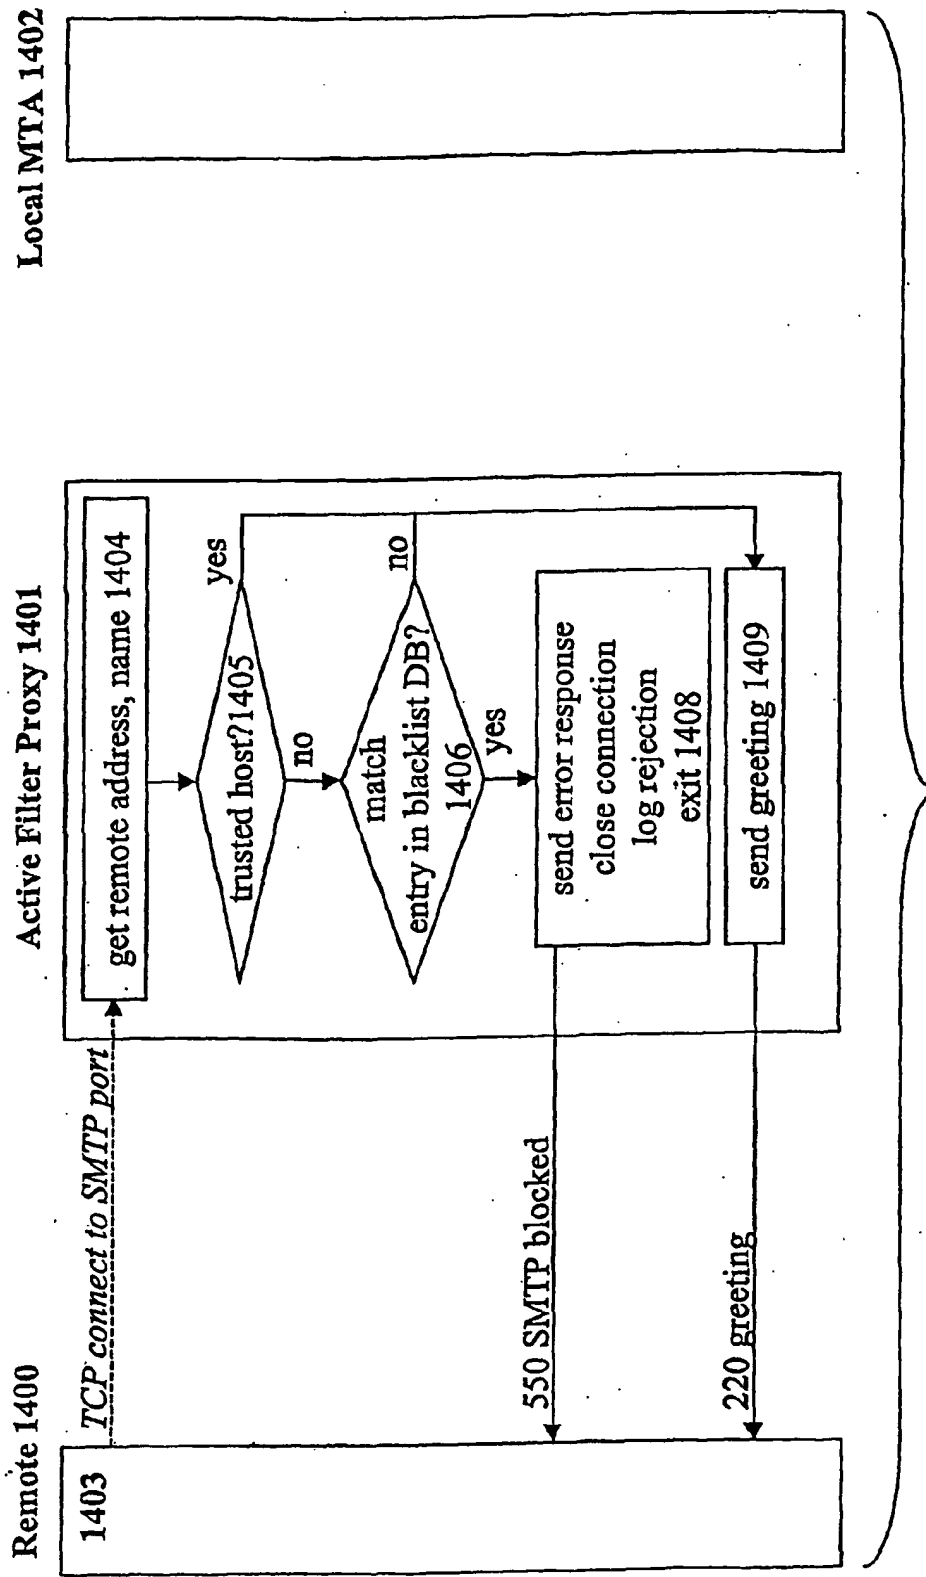 Remote 1400
Active Filter Proxy 1401
Local MTA 1402
1403
TCP connect to SMTP port
get remote address, name 1404
trusted host?1405
yes
no
match
entry in blacklist DB?
1406
no
yes
550 SMTP blocked
send error response
close connection
log rejection
exit 1408
220 greeting
send greeting 1409